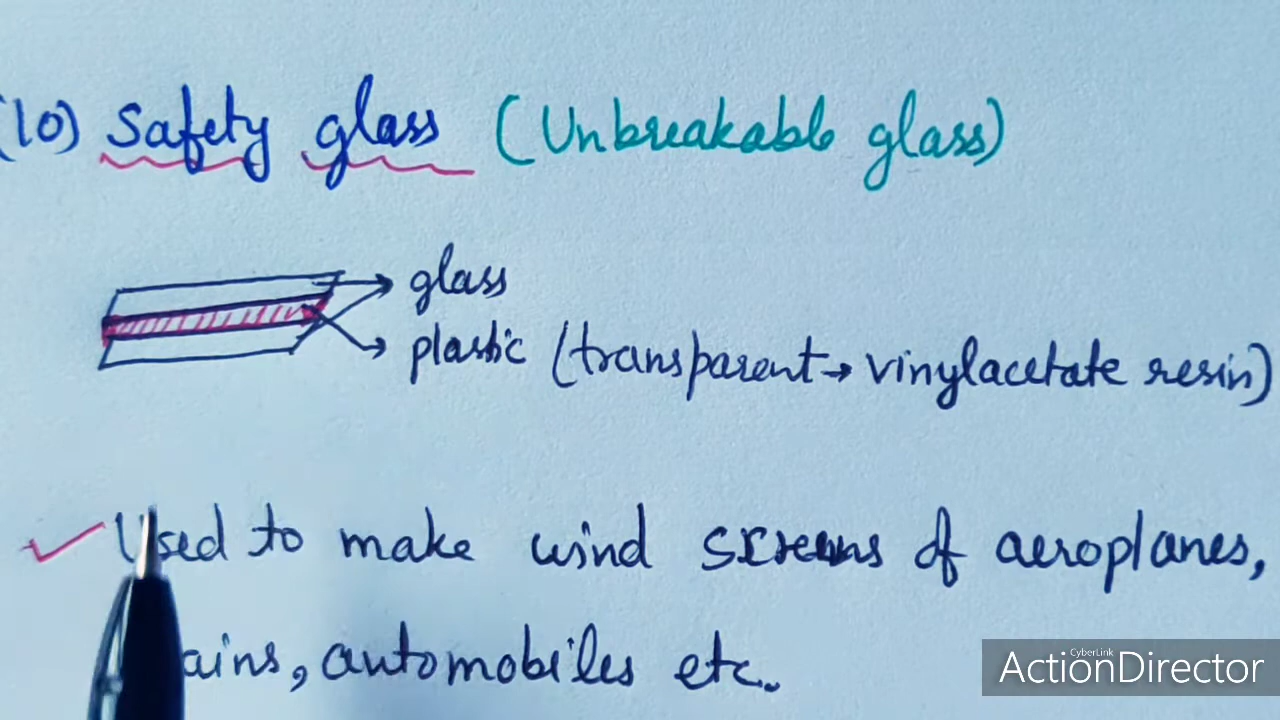 (10) Safety glass (Unbreakable glass)
glass
plastic (transparent→ vinylacetate resin)
Used to make wind screens of aeroplanes,
ains, automobiles etc.
CyberLink
ActionDirector